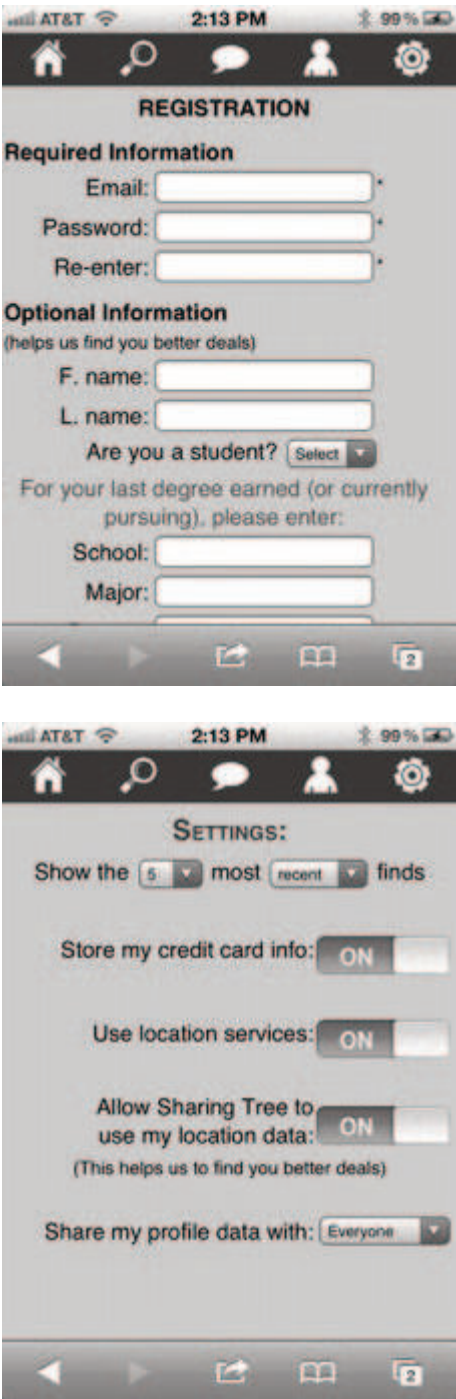 AT&T 2:13 PM 99%
REGISTRATION
Required Information
Email: *
Password: *
Re-enter: *
Optional Information
(helps us find you better deals)
F. name:
L. name:
Are you a student? Select
For your last degree earned (or currently
pursuing), please enter:
School:
Major:
2
AT&T 2:13 PM 99%
SETTINGS:
Show the 5 most recent finds
Store my credit card info: ON
Use location services: ON
Allow Sharing Tree to
use my location data: ON
(This helps us to find you better deals)
Share my profile data with: Everyone
2